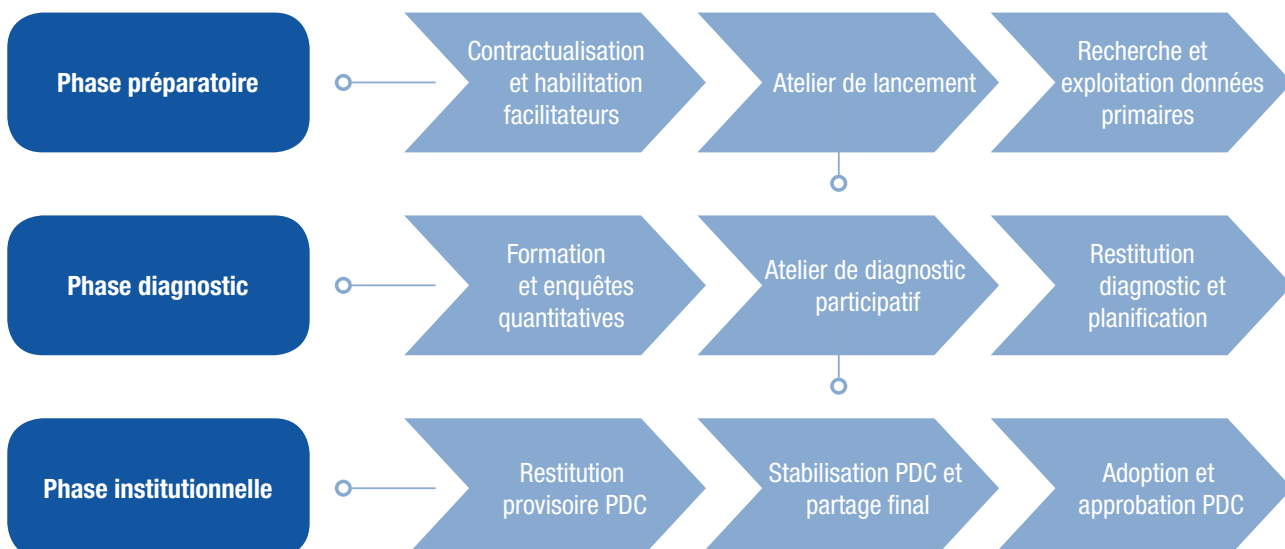 Phase préparatoire
Contractualisation
et habilitation
facilitateurs
Atelier de lancement
Recherche et
exploitation données
primaires
Phase diagnostic
Formation
et enquêtes
quantitatives
Atelier de diagnostic
participatif
Restitution
diagnostic et
planification
Phase institutionnelle
Restitution
provisoire PDC
Stabilisation PDC et
partage final
Adoption et
approbation PDC